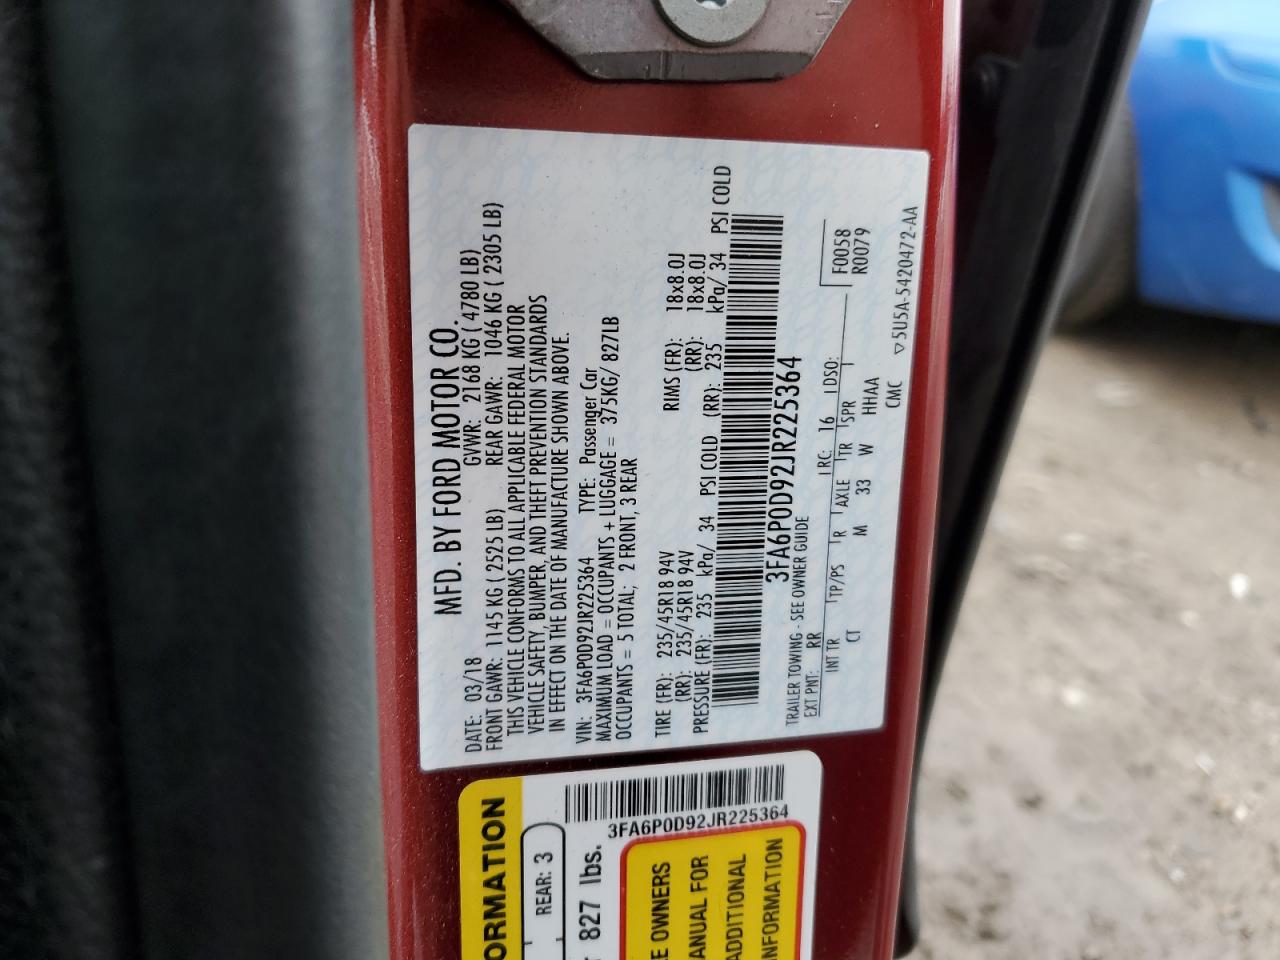 MFD. BY FORD MOTOR CO.
DATE: 03/18 GVWR: 2168 KG ( 4780 LB)
FRONT GAWR: 1145 KG ( 2525 LB) REAR GAWR: 1046 KG ( 2305 LB)
THIS VEHICLE CONFORMS TO ALL APPLICABLE FEDERAL MOTOR
VEHICLE SAFETY, BUMPER, AND THEFT PREVENTION STANDARDS
IN EFFECT ON THE DATE OF MANUFACTURE SHOWN ABOVE.
VIN: 3FA6P0D92JR225364 TYPE: Passenger Car
MAXIMUM LOAD = OCCUPANTS + LUGGAGE = 375KG/ 827LB
OCCUPANTS = 5 TOTAL; 2 FRONT, 3 REAR
TIRE (FR): 235/45R18 94V RIMS (FR): 18x8.0J
(RR): 235/45R18 94V (RR): 18x8.0J
PRESSURE (FR): 235 kPa/ 34 PSI COLD (RR): 235 kPa/ 34 PSI COLD
3FA6P0D92JR225364
TRAILER TOWING - SEE OWNER GUIDE
EXT PNT: RR RC: 16 DSO: F0058
R0079
INT TR TP/PS R AXLE TR SPR
CT M 33 W HHAA
CMC ▽5U5A-5420472-AA
ORMATION
REAR: 3
827 lbs.
3FA6P0D92JR225364
E OWNERS
ANUAL FOR
ADDITIONAL
NFORMATION